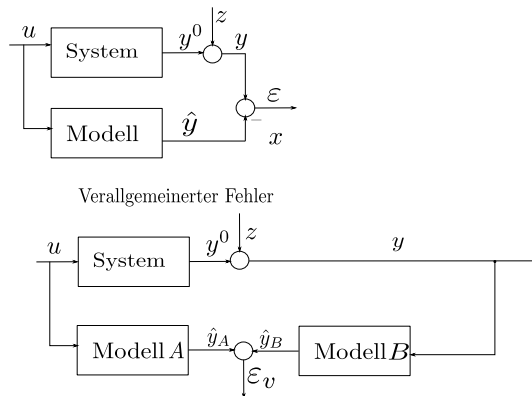 z
u
y⁰
y
System
ε
−
Modell
ŷ
x
Verallgemeinerter Fehler
u
y⁰
z
y
System
Modell A
ŷ_A
ŷ_B
Modell B
ε_v